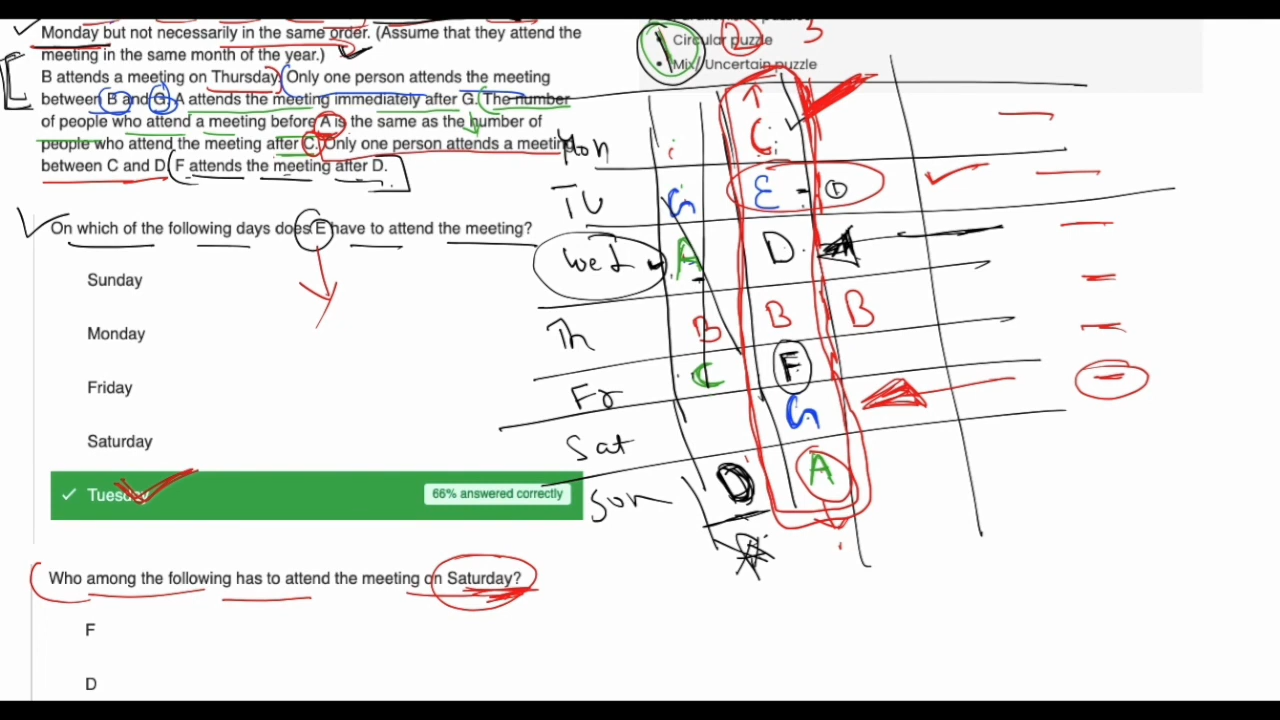 Monday but not necessarily in the same order. (Assume that they attend the
meeting in the same month of the year.)
B attends a meeting on Thursday. Only one person attends the meeting
between B and G. A attends the meeting immediately after G. The number
of people who attend a meeting before A is the same as the number of
people who attend the meeting after C. Only one person attends a meeting
between C and D. F attends the meeting after D.
On which of the following days does E have to attend the meeting?
Sunday
Monday
Friday
Saturday
Tuesday
66% answered correctly
Who among the following has to attend the meeting on Saturday?
F
D
2 3
Circular puzzle
Mix/ Uncertain puzzle
Mon C
TU G E D
Wed A D
Th B B B
Fr C F
Sat G
Sun D A